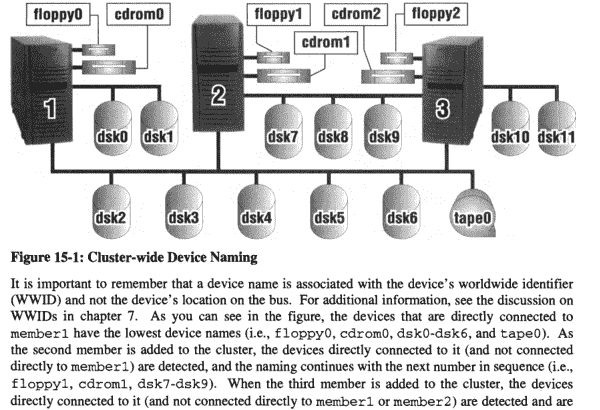 floppy0 cdrom0 floppy1 cdrom2 floppy2
cdrom1
1 2 3
dsk0 dsk1 dsk7 dsk8 dsk9 dsk10 dsk11
dsk2 dsk3 dsk4 dsk5 dsk6 tape0
Figure 15-1: Cluster-wide Device Naming
It is important to remember that a device name is associated with the device's worldwide identifier
(WWID) and not the device's location on the bus. For additional information, see the discussion on
WWIDs in chapter 7. As you can see in the figure, the devices that are directly connected to
member1 have the lowest device names (i.e., floppy0, cdrom0, dsk0-dsk6, and tape0). As
the second member is added to the cluster, the devices directly connected to it (and not connected
directly to member1) are detected, and the naming continues with the next number in sequence (i.e.,
floppy1, cdrom1, dsk7-dsk9). When the third member is added to the cluster, the devices
directly connected to it (and not connected directly to member1 or member2) are detected and are